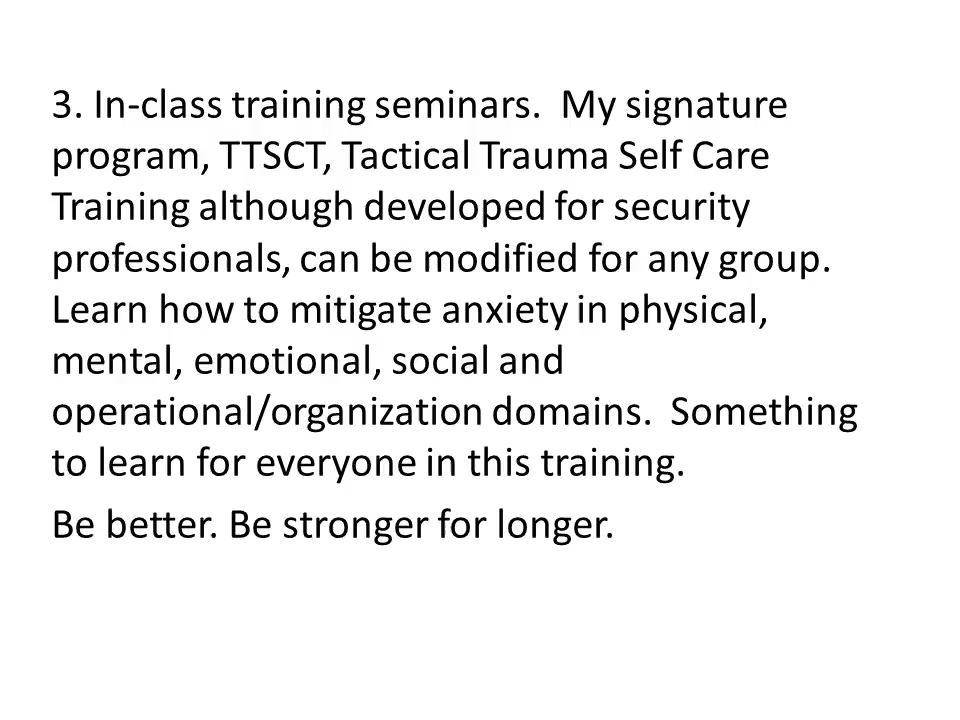 3. In-class training seminars.  My signature
program, TTSCT, Tactical Trauma Self Care
Training although developed for security
professionals, can be modified for any group.
Learn how to mitigate anxiety in physical,
mental, emotional, social and
operational/organization domains.  Something
to learn for everyone in this training.
Be better. Be stronger for longer.